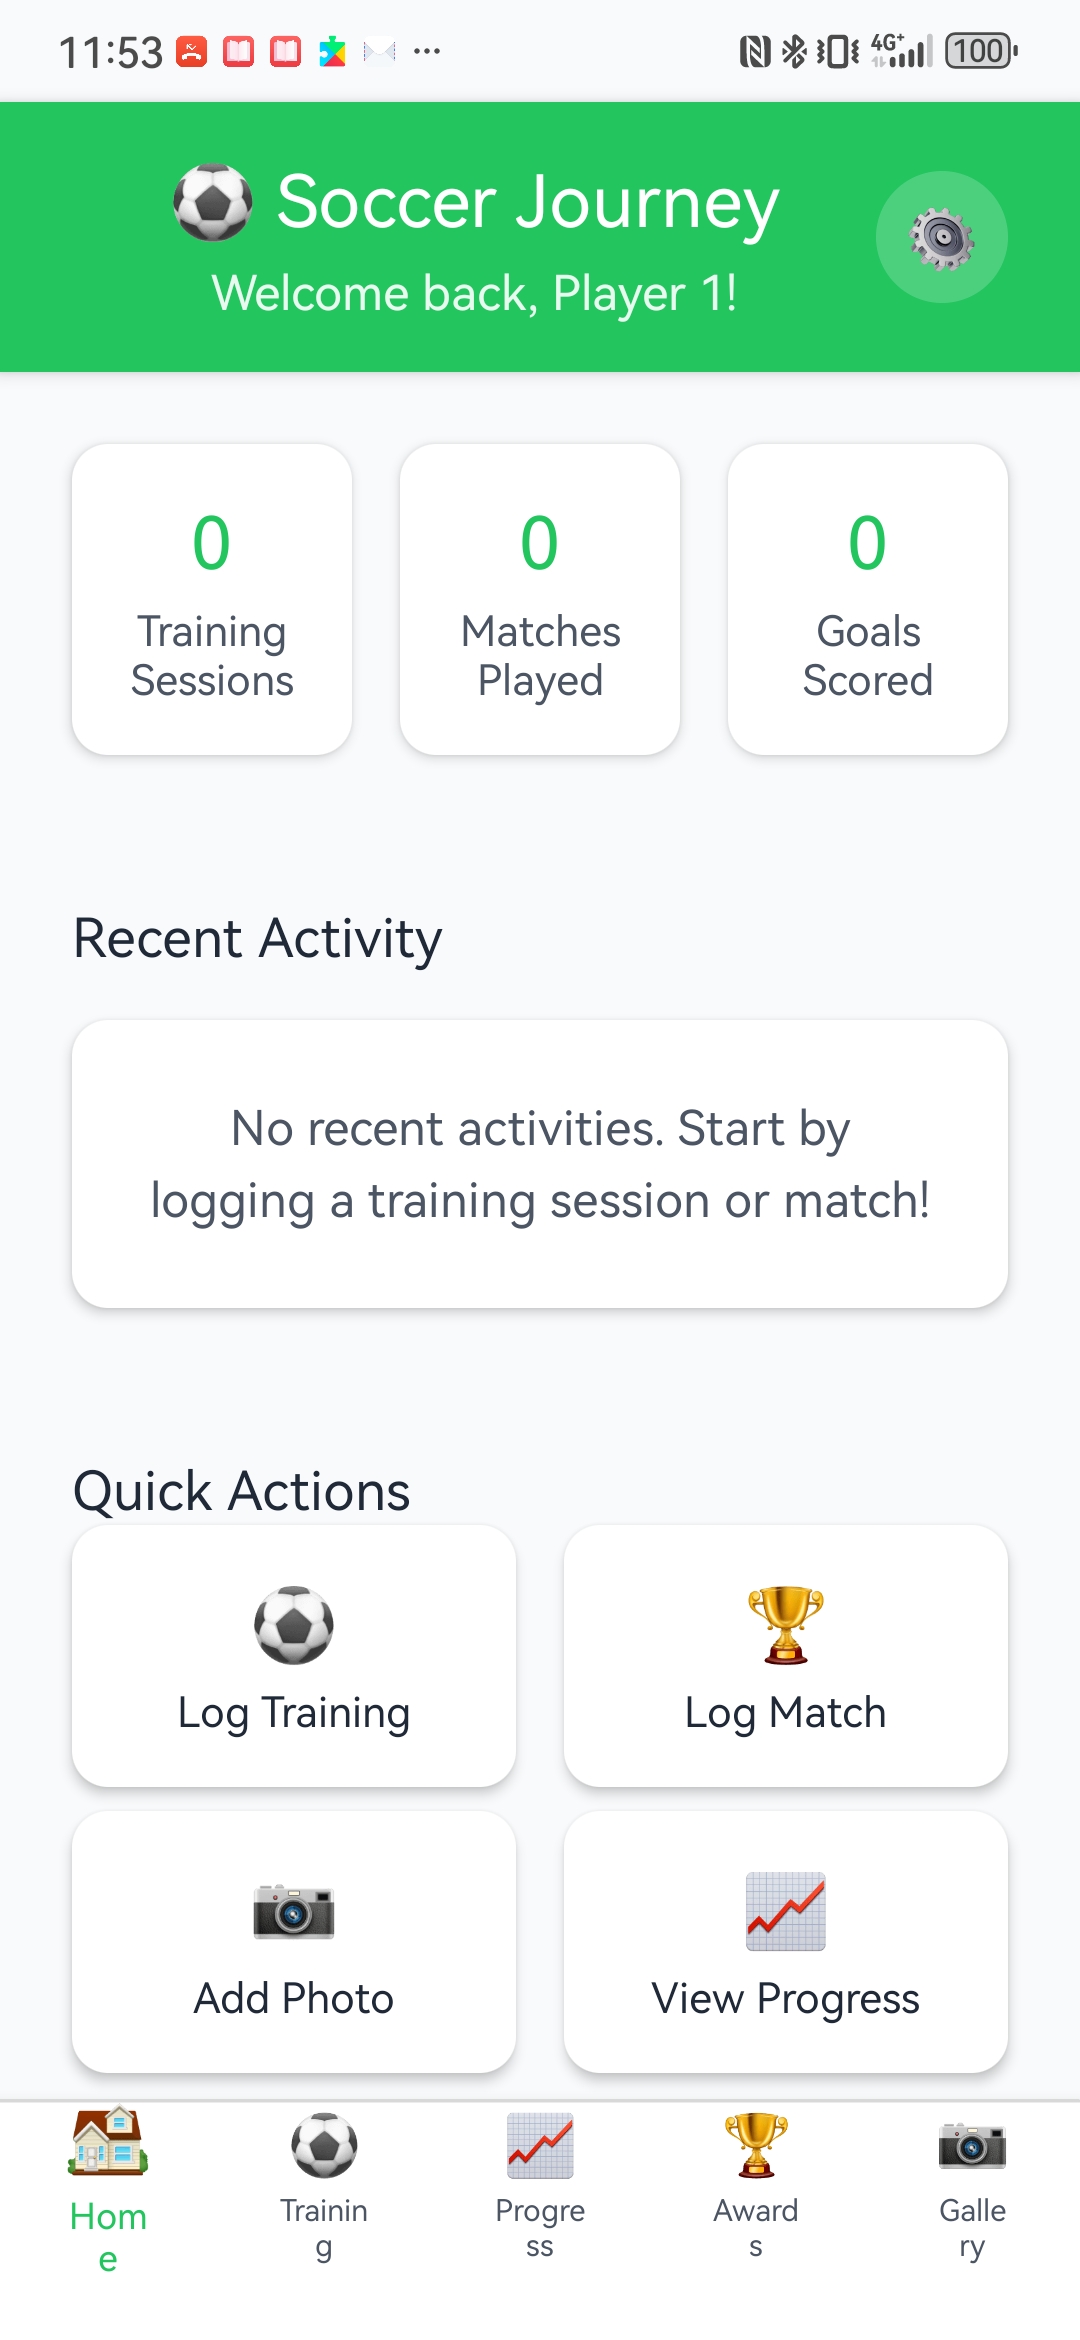 11:53
4G+
100
Soccer Journey
Welcome back, Player 1!
0
Training
Sessions
0
Matches
Played
0
Goals
Scored
Recent Activity
No recent activities. Start by
logging a training session or match!
Quick Actions
Log Training
Log Match
Add Photo
View Progress
Hom
e
Trainin
g
Progre
ss
Award
s
Galle
ry